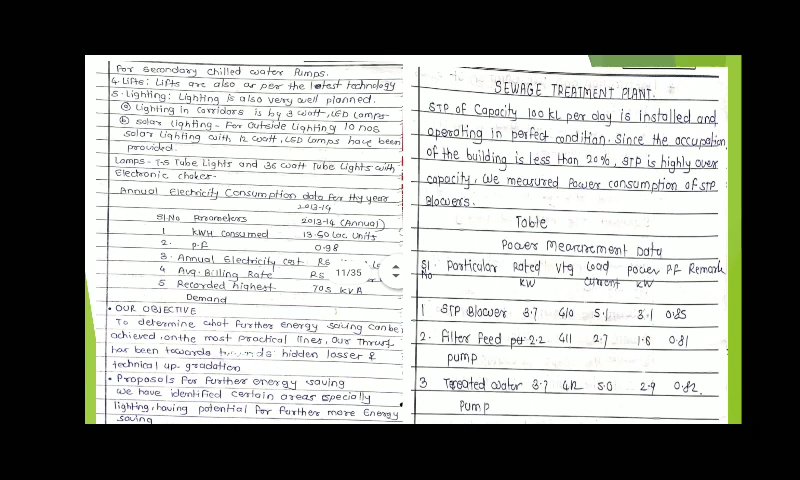 for secondary chilled water pumps.
4. Lifts: Lifts are also as per the latest technology
5. Lighting: Lighting is also very well planned.
ⓐ Lighting in Corridors is by 3 watt, LED Lamps-
ⓑ Solar Lighting - For outside Lighting 10 nos
solar lighting with 12 watt, LED lamps have been
provided.
Lamps- T-5 Tube Lights and 36 watt Tube Lights with
Electronic choke-
Annual Electricity Consumption data for the year
2013-14
Sl.No Parameters 2013-14 (Annual)
1 KWH consumed 13.50 Lac. Units
2. P.f 0.98
3. Annual Electricity cost Rs
4 Avg. Billing Rate Rs
5 Recorded highest 705 KVA
Demand
• OUR OBJECTIVE
To determine what further energy saving can be
achieved. on the most practical lines, our Thrust
has been towards hidden losser &
technical up-gradation
• Proposals for further energy saving
We have identified certain areas especially
lighting, having potential for further more Energy
saving
11/35
SEWAGE TREATMENT PLANT.
STP of Capacity 100 KL per day is installed and
operating in perfect condition. Since the accupation
of the building is less than 20%, STP is highly over
capacity. We measured power consumption of STP
Blowers.
Table
Power Measurement Data
Sl. No Particular Rated KW Vtg Load Current power KW PF Remark
1 STP Blower 3.7 410 5.1 3.1 0.85
2. Filter feed 2.2 411 2.7 1.6 0.81
pump
3 Tereated water 3.7 412 5.0 2.9 0.82.
pump